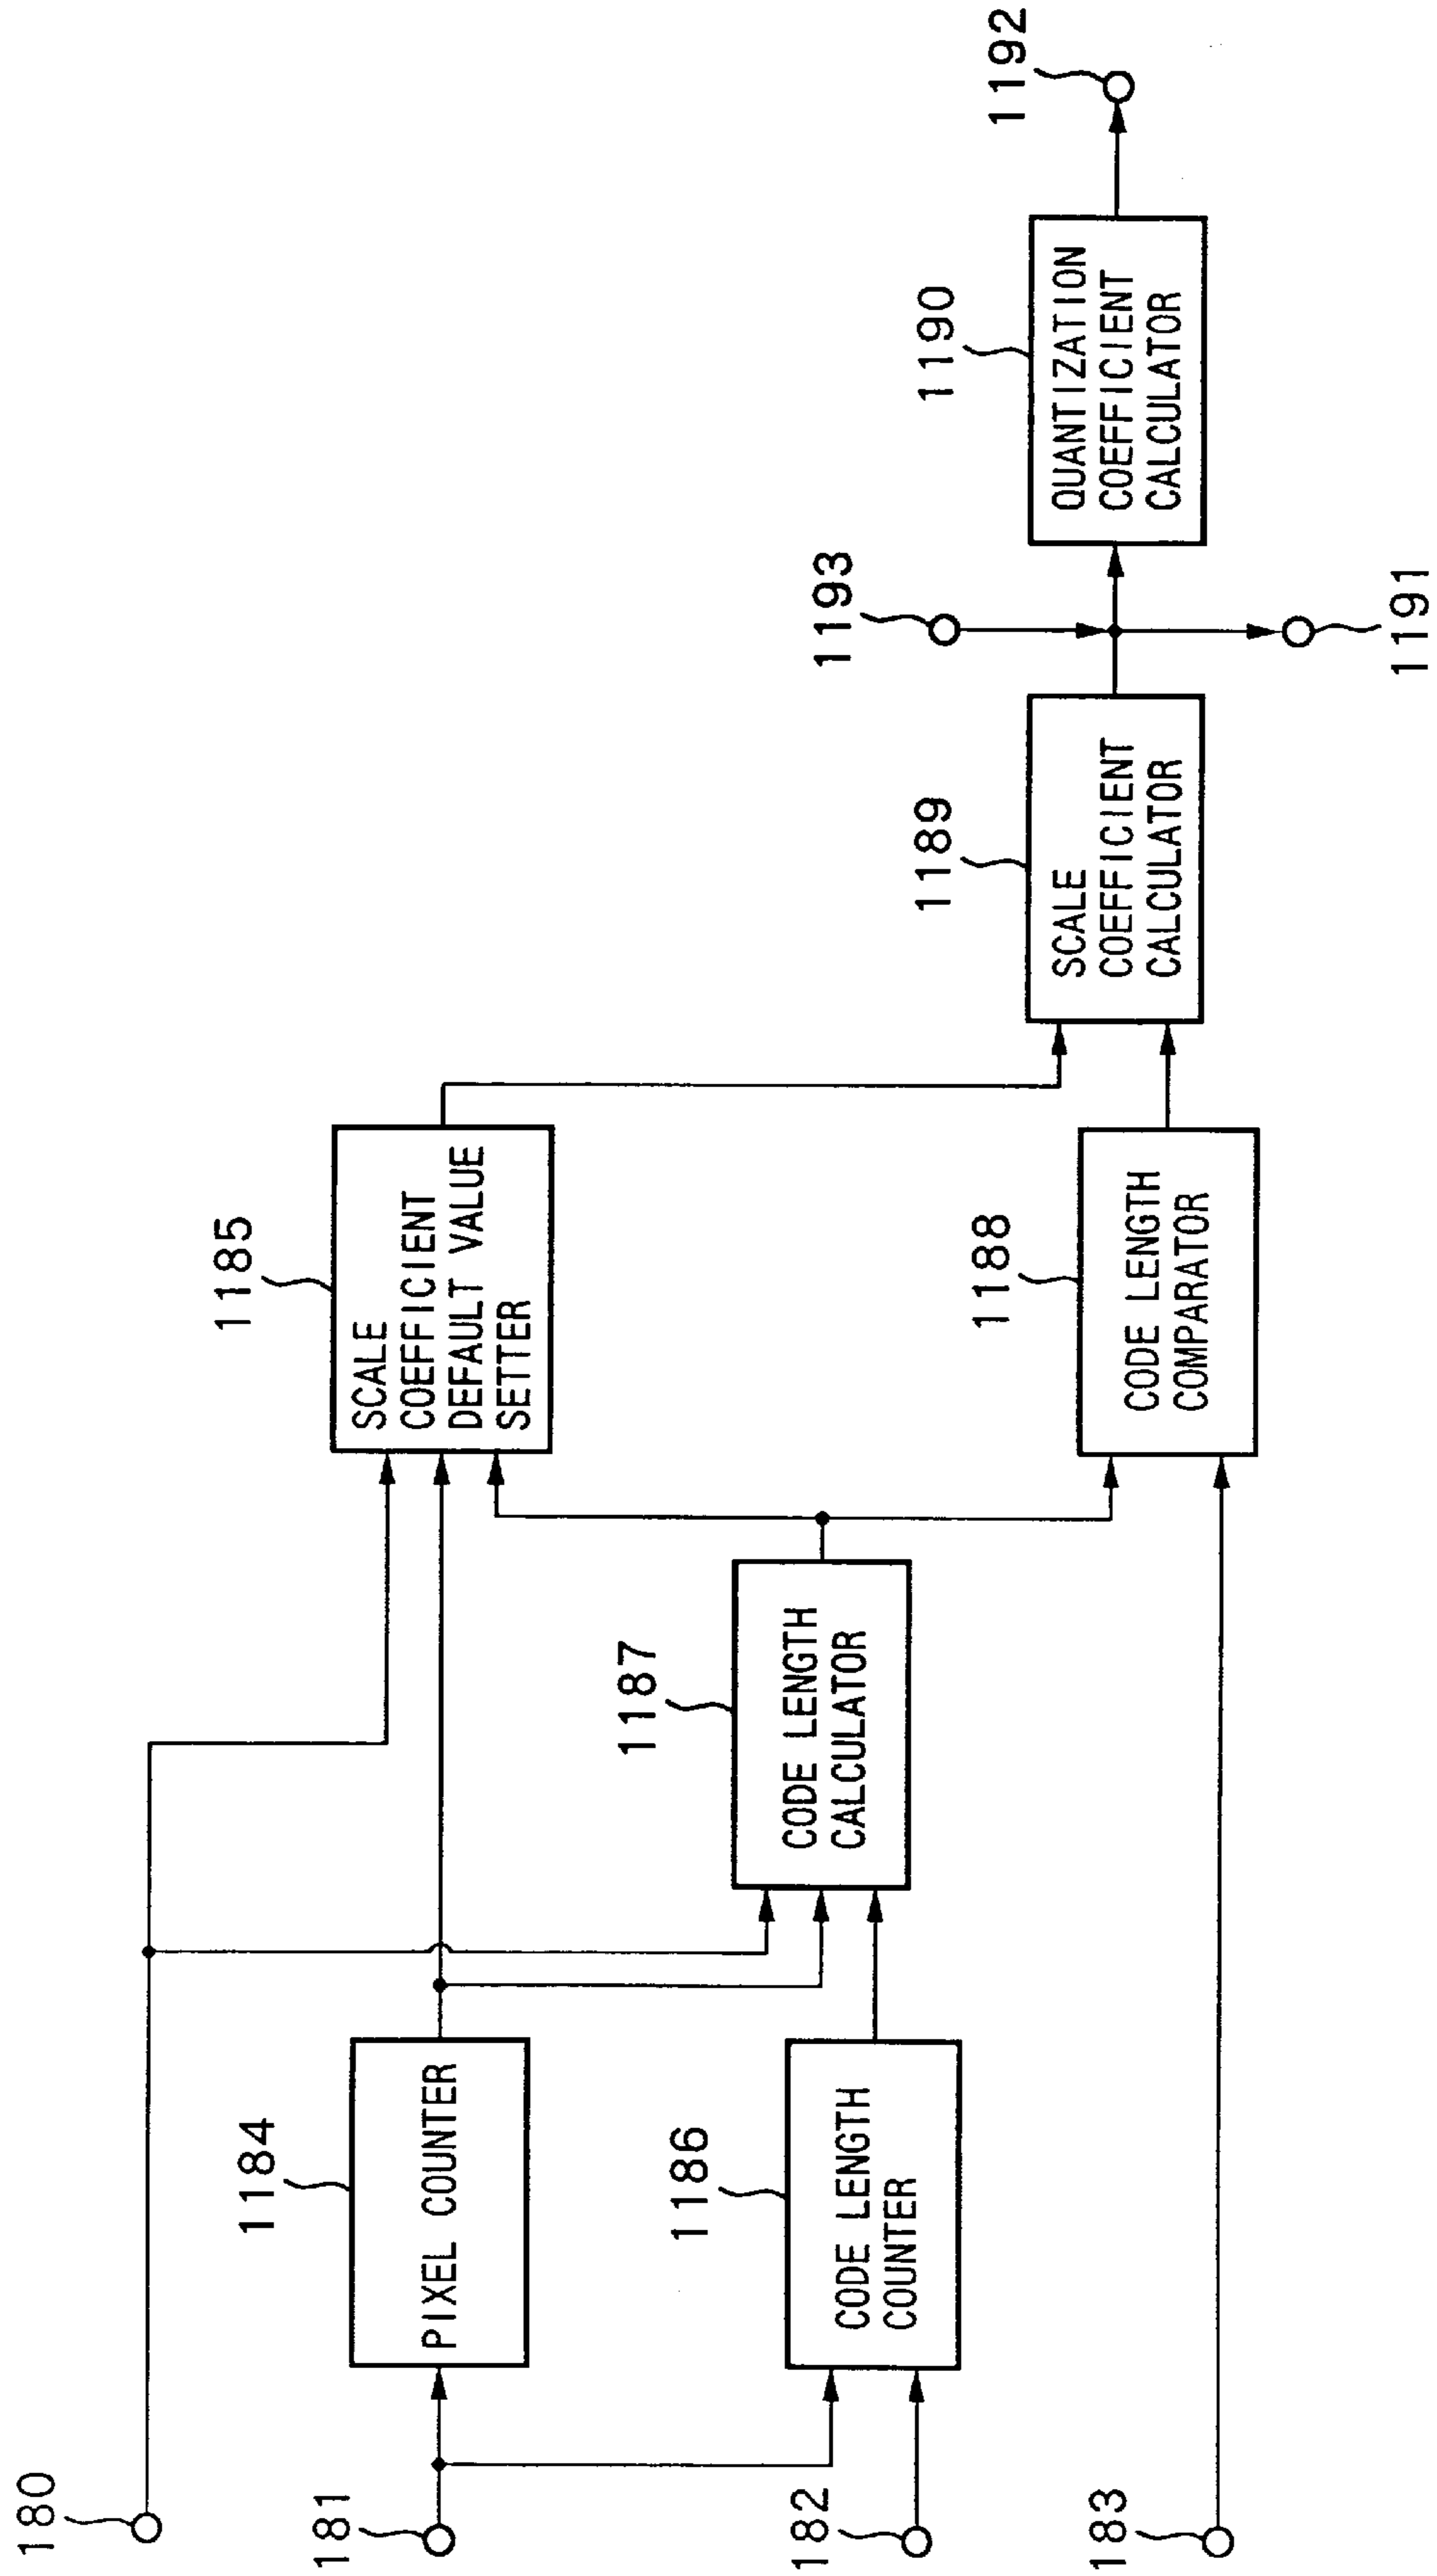 180
181
182
183
1184
PIXEL COUNTER
1186
CODE LENGTH
COUNTER
1187
CODE LENGTH
CALCULATOR
1185
SCALE
COEFFICIENT
DEFAULT VALUE
SETTER
1188
CODE LENGTH
COMPARATOR
1189
SCALE
COEFFICIENT
CALCULATOR
1193
1191
1190
QUANTIZATION
COEFFICIENT
CALCULATOR
1192